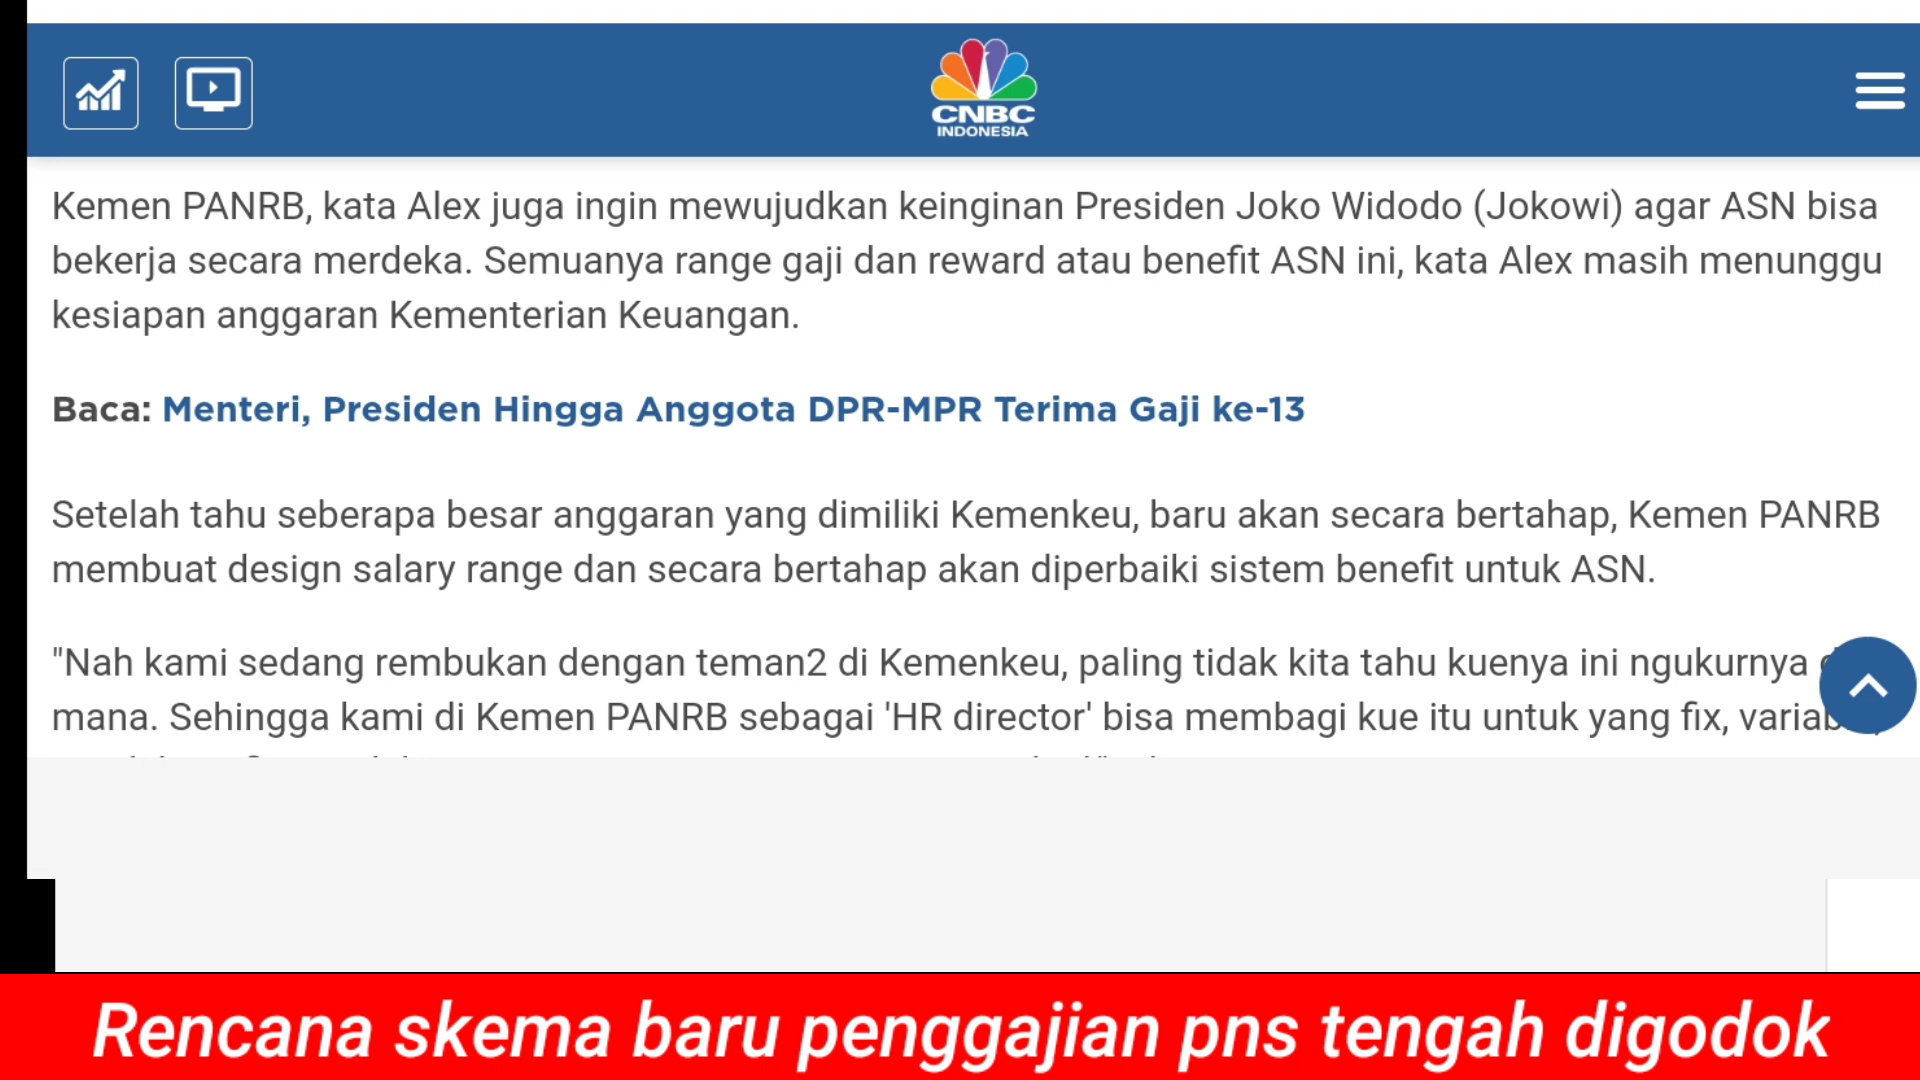 CNBC
INDONESIA
Kemen PANRB, kata Alex juga ingin mewujudkan keinginan Presiden Joko Widodo (Jokowi) agar ASN bisa
bekerja secara merdeka. Semuanya range gaji dan reward atau benefit ASN ini, kata Alex masih menunggu
kesiapan anggaran Kementerian Keuangan.
Baca: Menteri, Presiden Hingga Anggota DPR-MPR Terima Gaji ke-13
Setelah tahu seberapa besar anggaran yang dimiliki Kemenkeu, baru akan secara bertahap, Kemen PANRB
membuat design salary range dan secara bertahap akan diperbaiki sistem benefit untuk ASN.
"Nah kami sedang rembukan dengan teman2 di Kemenkeu, paling tidak kita tahu kuenya ini ngukurnya
mana. Sehingga kami di Kemen PANRB sebagai 'HR director' bisa membagi kue itu untuk yang fix,
Rencana skema baru penggajian pns tengah digodok